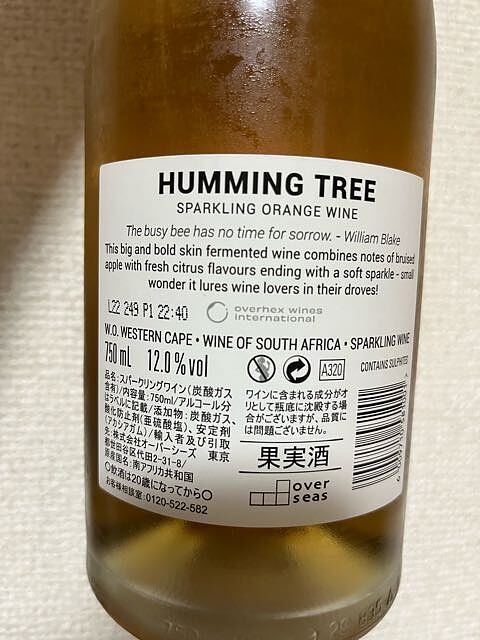 HUMMING TREE
SPARKLING ORANGE WINE
The busy bee has no time for sorrow. - William Blake
This big and bold skin fermented wine combines notes of bruised
apple with fresh citrus flavours ending with a soft sparkle - small
wonder it lures wine lovers in their droves!
L22 249 P1 22:40
overhex wines
international
W.O. WESTERN CAPE • WINE OF SOUTH AFRICA • SPARKLING WINE
750 mL 12.0%vol
A320
CONTAINS SULPHITES
品名:スパークリングワイン(炭酸ガス
含有)/内容量:750ml/アルコール分
はラベルに記載/添加物:炭酸ガス、
酸化防止剤(亜硫酸塩)、安定剤
(アカシアガム)/輸入者及び引取
先:株式会社オーバーシーズ 東京
都世田谷区代田2-31-8/
原産国名:南アフリカ共和国
〇飲酒は20歳になってから〇
お客様相談室:0120-522-582
ワインに含まれる成分がオ
リとして瓶底に沈殿する場
合がございますが、品質に
は問題ございません。
果実酒
over
seas